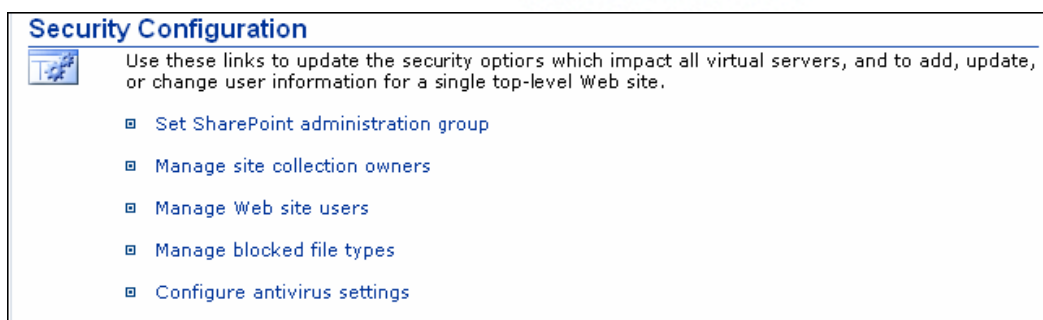 Security Configuration
Use these links to update the security options which impact all virtual servers, and to add, update,
or change user information for a single top-level Web site.
Set SharePoint administration group
Manage site collection owners
Manage Web site users
Manage blocked file types
Configure antivirus settings